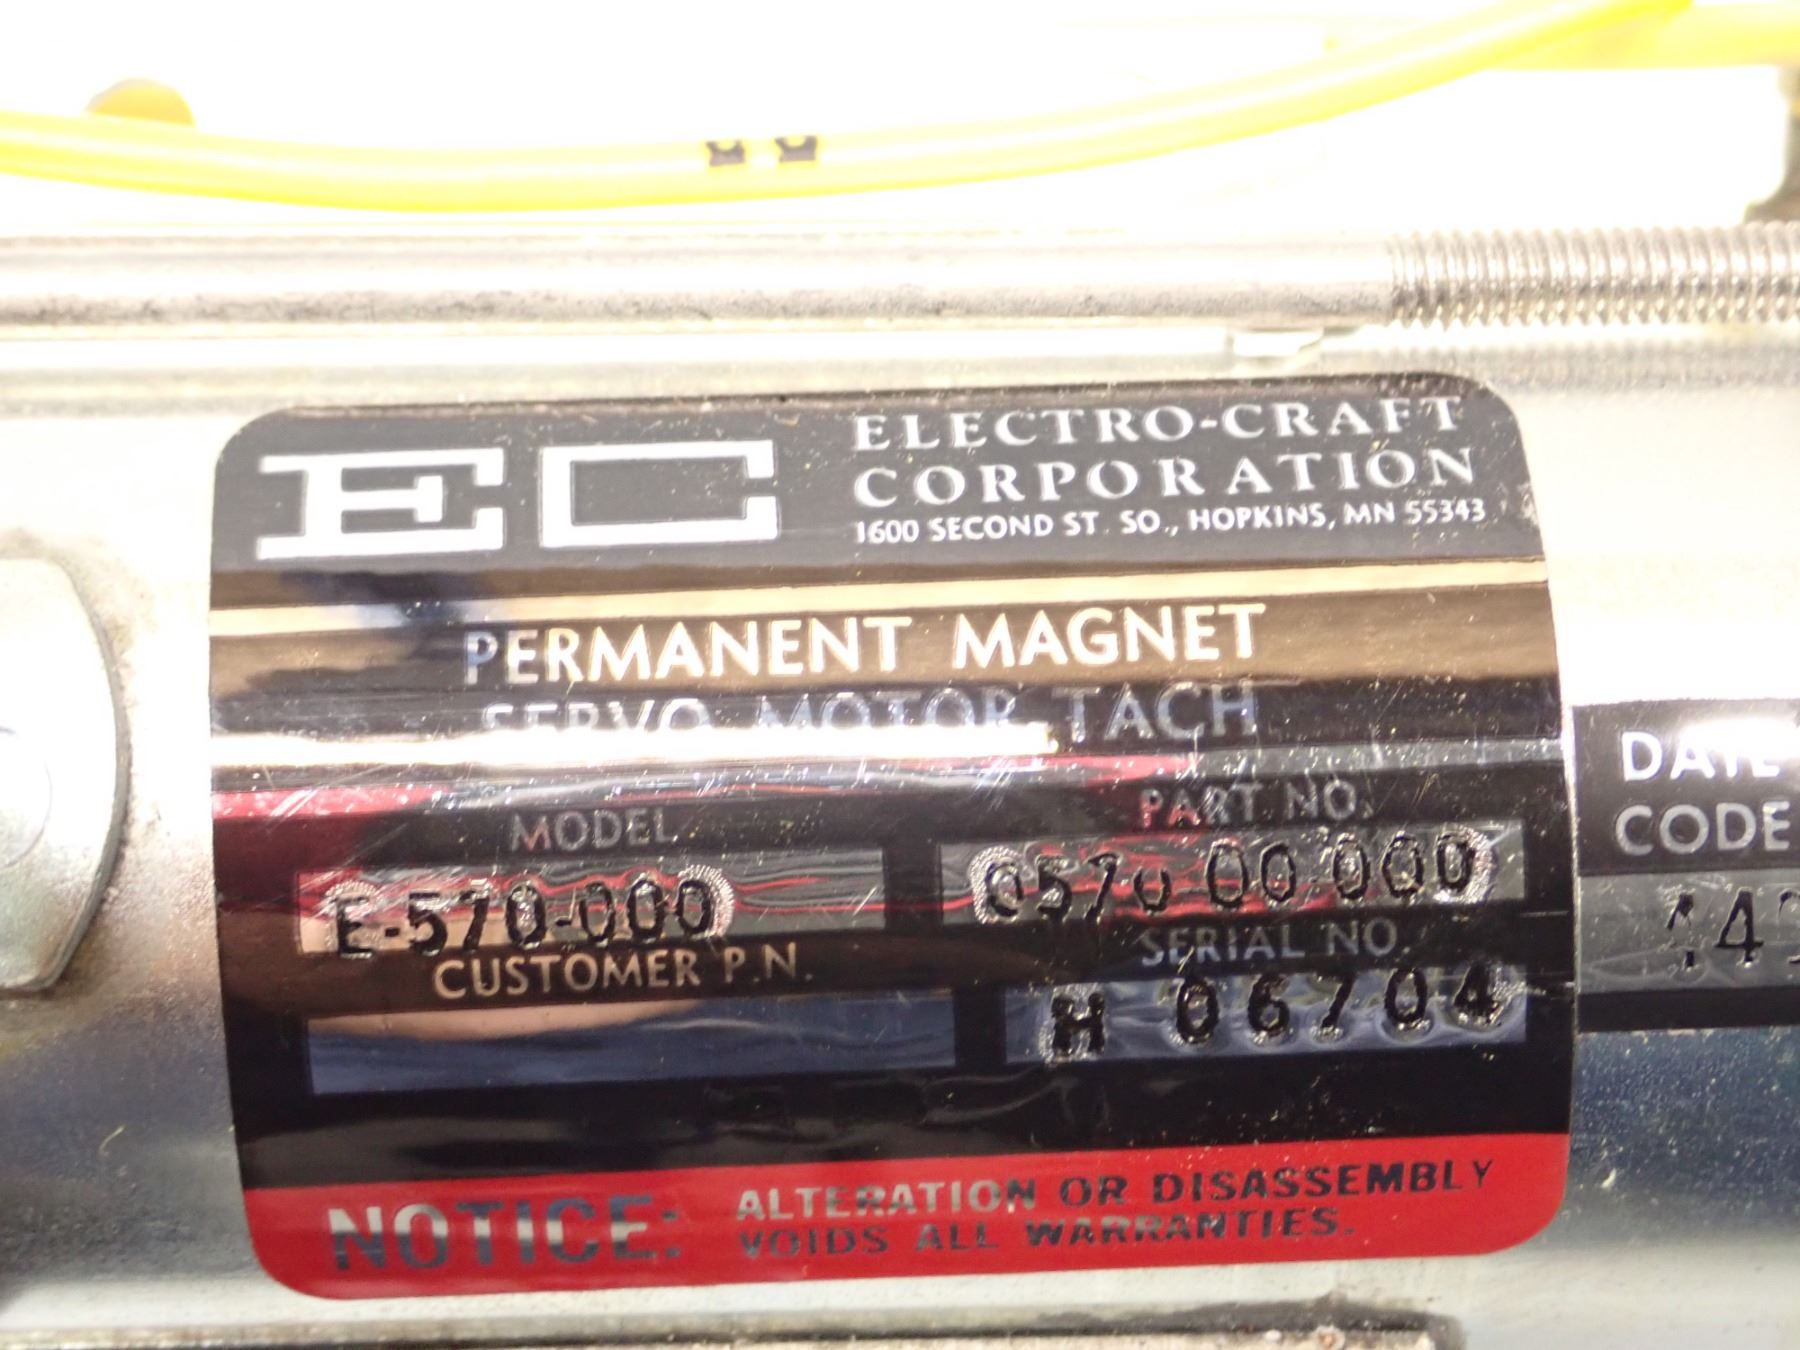 EC
ELECTRO-CRAFT
CORPORATION
1600 SECOND ST. SO., HOPKINS, MN 55343
PERMANENT MAGNET
SERVO MOTOR TACH
MODEL
E-570-000
PART NO.
0570 00 000
CUSTOMER P.N.
SERIAL NO.
H 06704
NOTICE:
ALTERATION OR DISASSEMBLY
VOIDS ALL WARRANTIES.
DATE
CODE